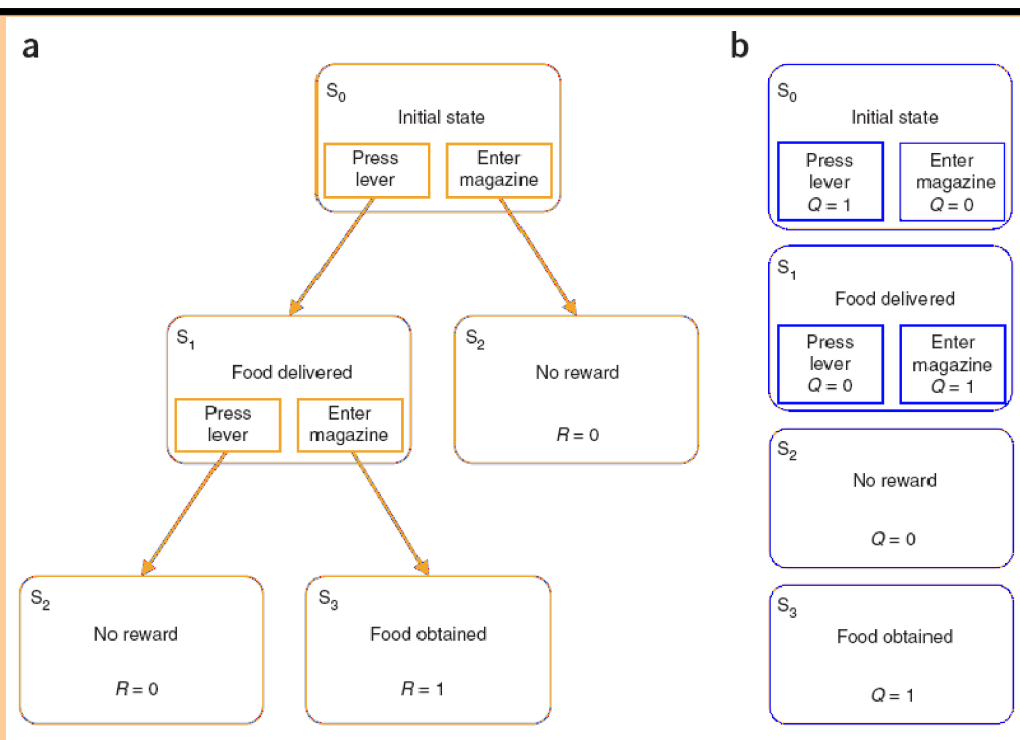 a
S0
Initial state
Press
lever
Enter
magazine
S1
Food delivered
Press
lever
Enter
magazine
S2
No reward
R = 0
S2
No reward
R = 0
S3
Food obtained
R = 1
b
S0
Initial state
Press
lever
Q = 1
Enter
magazine
Q = 0
S1
Food delivered
Press
lever
Q = 0
Enter
magazine
Q = 1
S2
No reward
Q = 0
S3
Food obtained
Q = 1